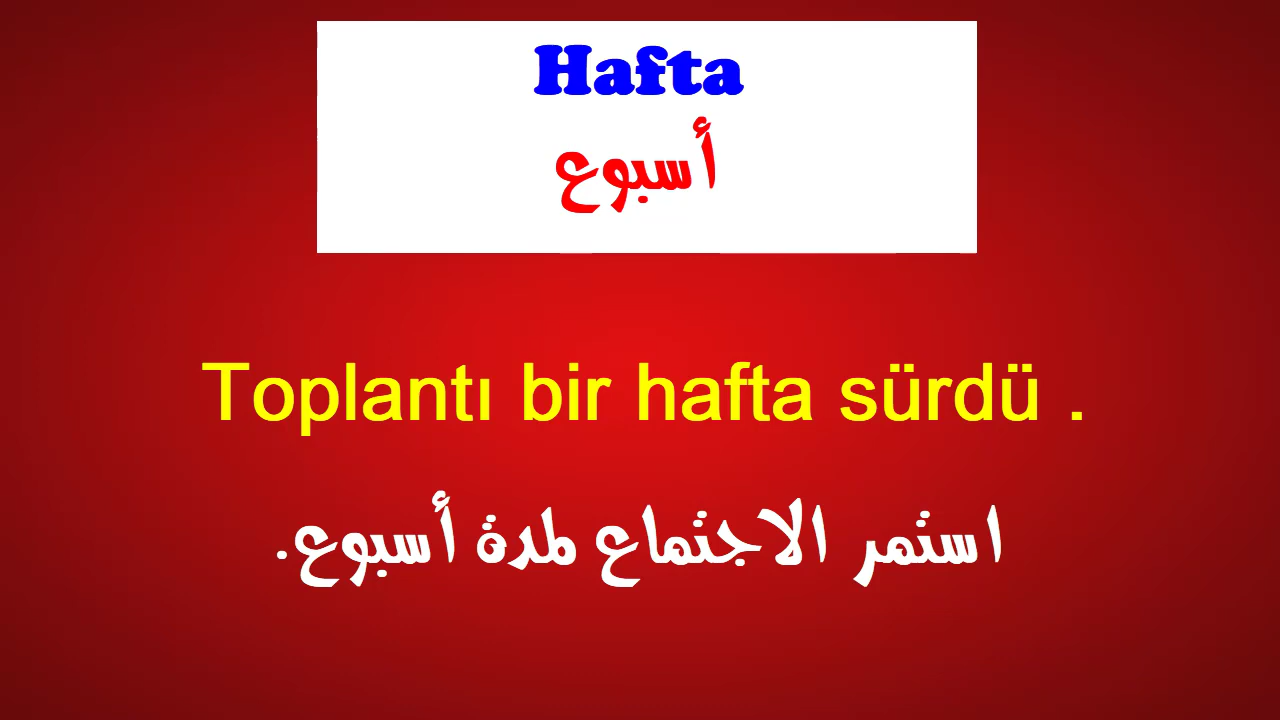 Hafta
أسبوع
Toplantı bir hafta sürdü .
استمر الاجتماع لمدة أسبوع.